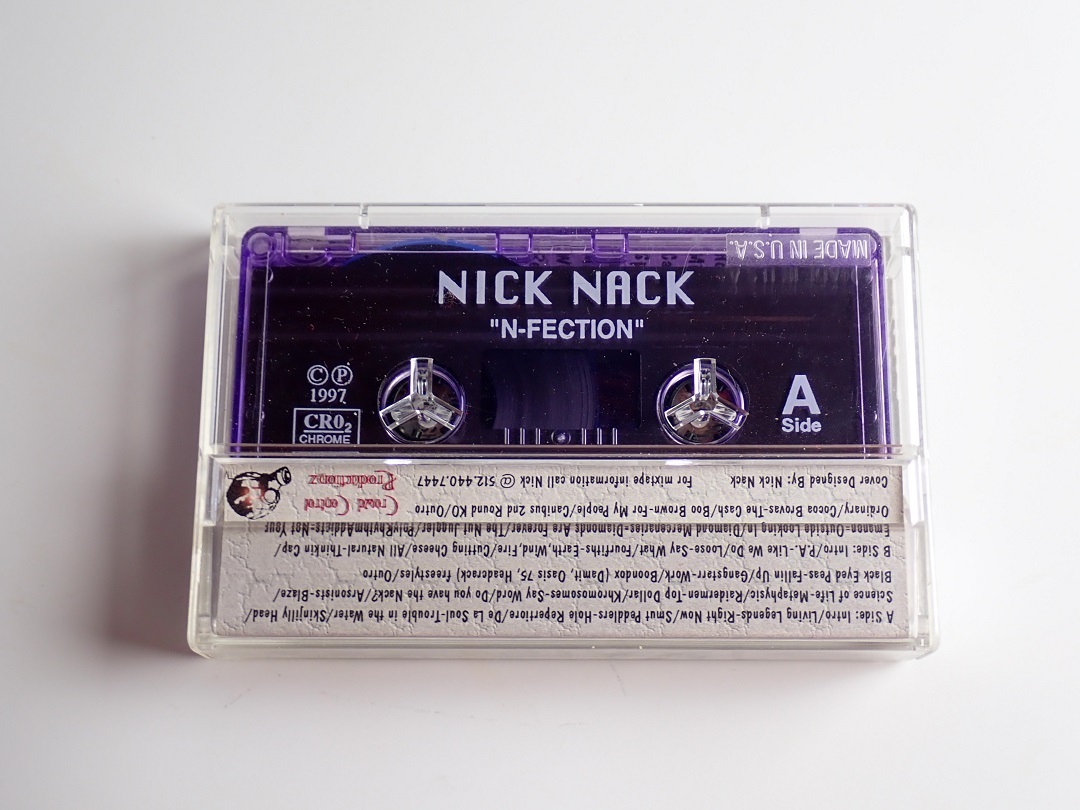 MADE IN U.S.A.
NICK NACK
"N-FECTION"
© ℗
1997
CRO₂
CHROME
A
Side
A Side: Intro/Living/Living Legends-Right Now/Smut Peddlers-Hole Repertiore/De La Soul-Trouble in the Water/Skinjilly Head/
Science of Life-Metaphysic/Raidermen-Top Dollar/Khromosomes-Say Word/Do you have the Nack?/Arsonists-Blaze/
Black Eyed Peas-Fallin Up/Gangstarr-Work/Boondox (Damit, Oasis 75, Headcrack) freestyles/Outro
B Side: Intro/P.A.-Like We Do/Loose-Say What/Fourfiths-Earth,Wind,Fire/Cutting Cheese/All Natural-Thinkin Cap/
Emanon-Outside Looking In/Diamond Mercenaries-Diamonds Are Forever/The Nut Juggler/PolyRhythmAddicts-Not Your
Ordinary/Cocoa Brovas-The Cash/Boo Brown-For My People/Canibus 2nd Round KO/Outro
Cover Designed By: Nick Nack For mixtape information call Nick @ 512.440.7447
Crowd Control
Productionz